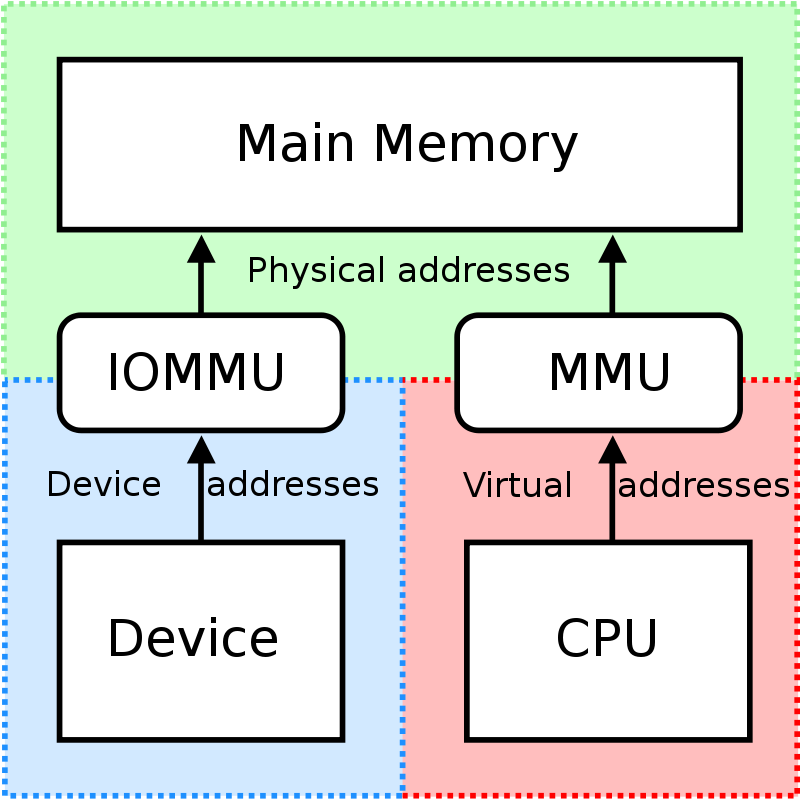 Main Memory
Physical addresses
IOMMU
MMU
Device addresses
Virtual addresses
Device
CPU